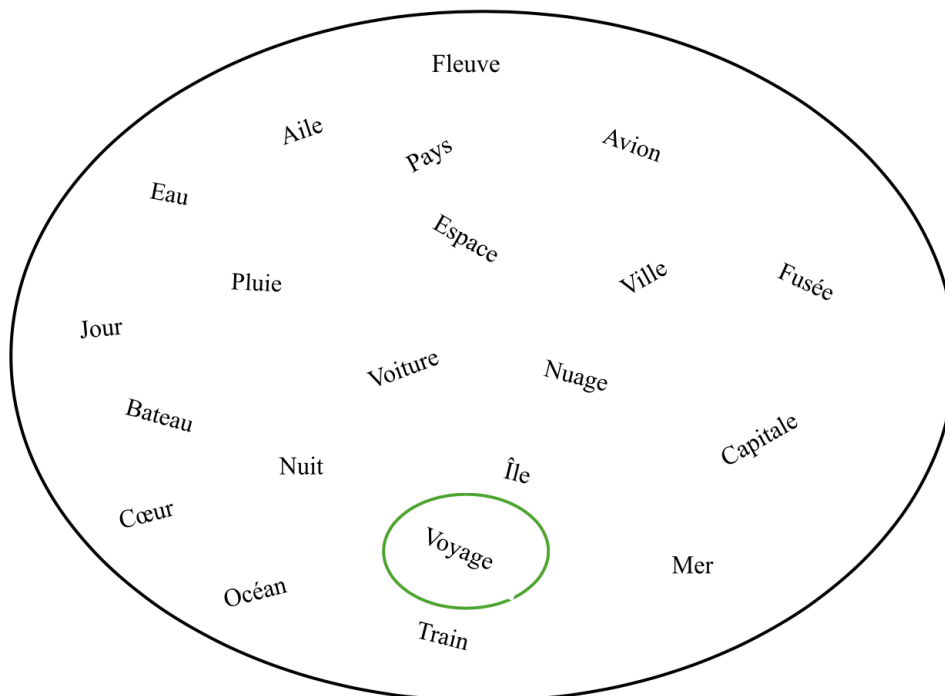 Fleuve
Aile
Avion
Pays
Eau
Espace
Ville
Fusée
Pluie
Jour
Voiture
Nuage
Bateau
Capitale
Nuit
Île
Cœur
Voyage
Mer
Océan
Train